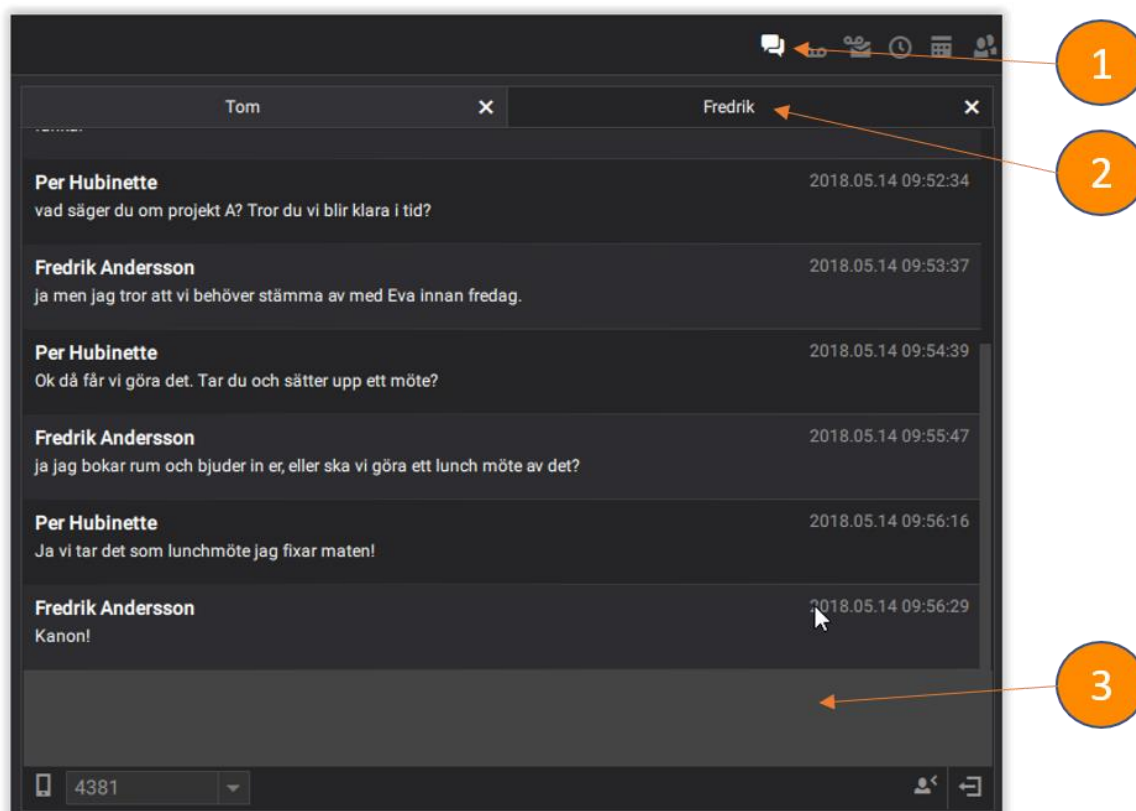 1
Tom
Fredrik
2
Per Hubinette 2018.05.14 09:52:34
vad säger du om projekt A? Tror du vi blir klara i tid?
Fredrik Andersson 2018.05.14 09:53:37
ja men jag tror att vi behöver stämma av med Eva innan fredag.
Per Hubinette 2018.05.14 09:54:39
Ok då får vi göra det. Tar du och sätter upp ett möte?
Fredrik Andersson 2018.05.14 09:55:47
ja jag bokar rum och bjuder in er, eller ska vi göra ett lunch möte av det?
Per Hubinette 2018.05.14 09:56:16
Ja vi tar det som lunchmöte jag fixar maten!
Fredrik Andersson 2018.05.14 09:56:29
Kanon!
3
4381